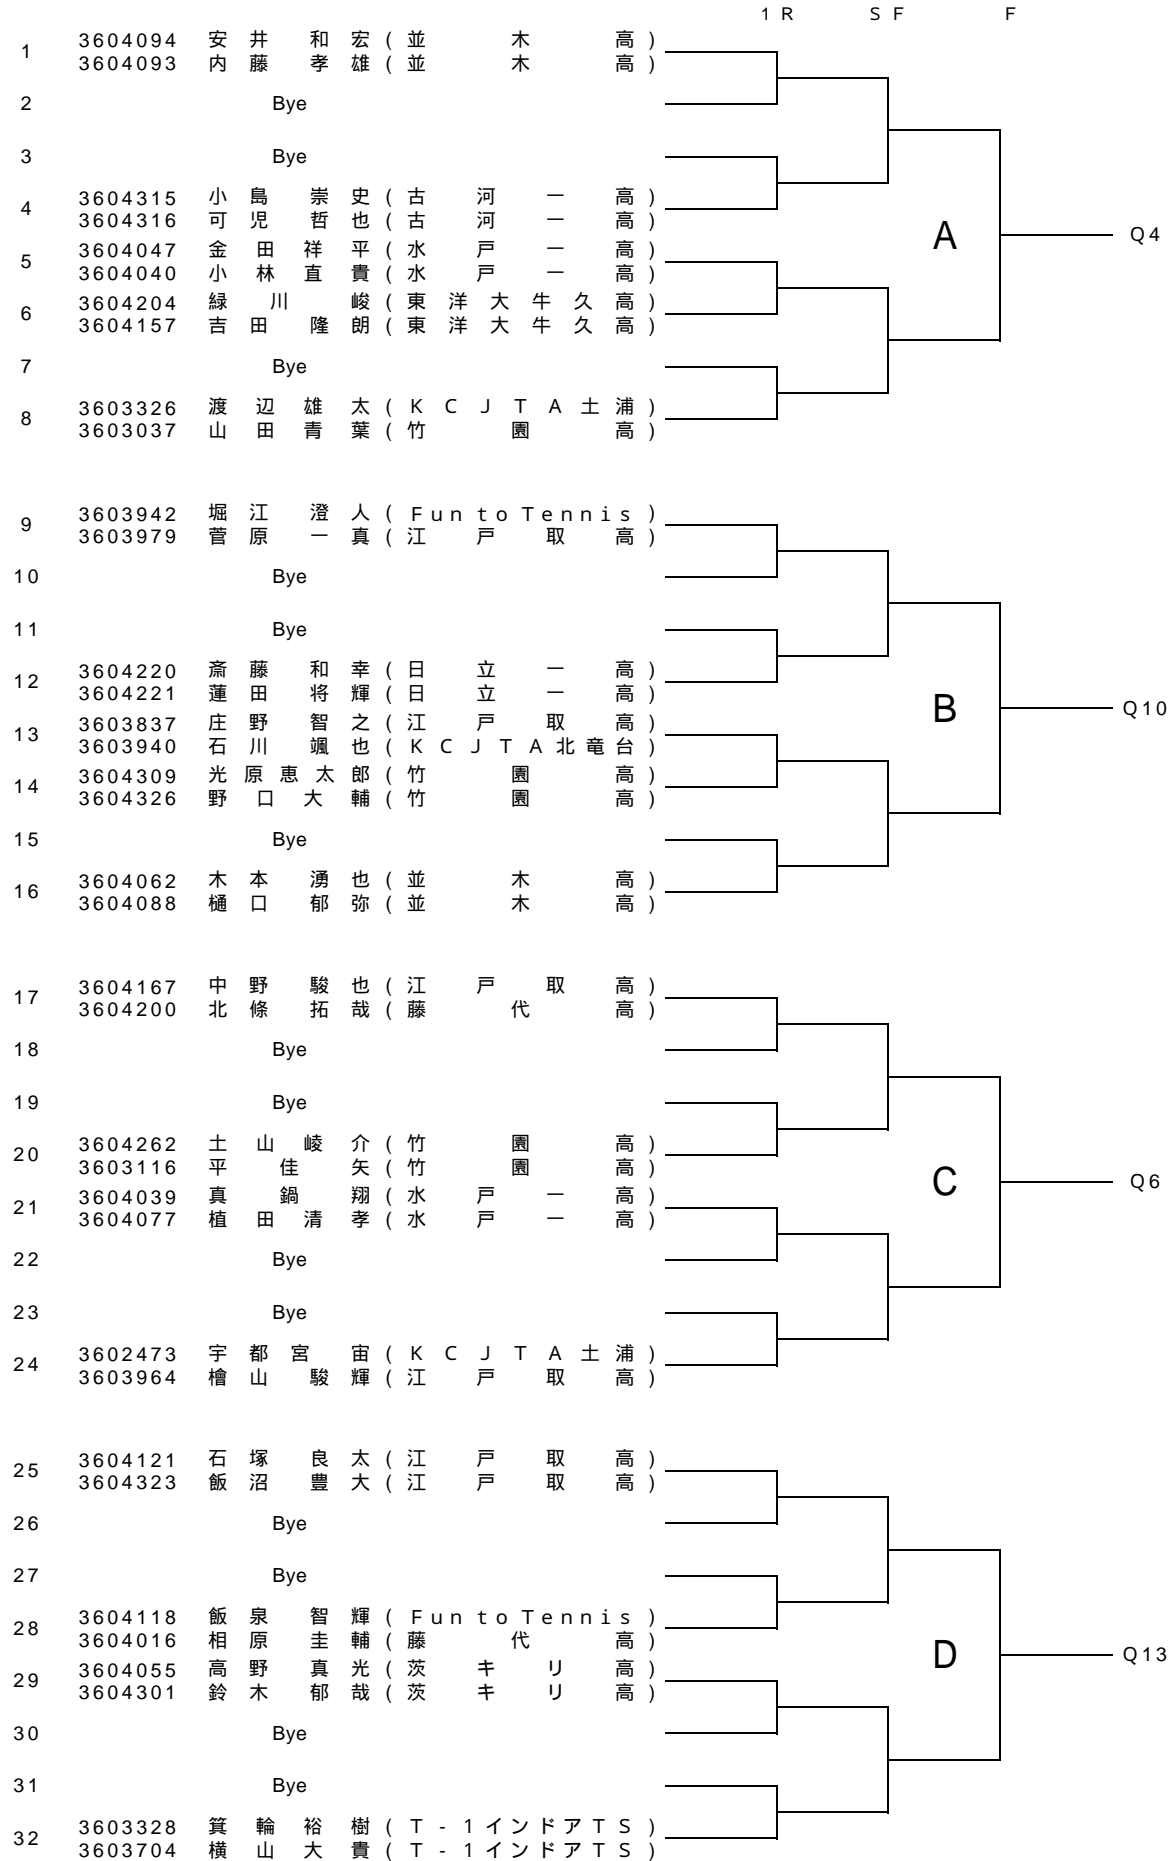 1R SF F
1
3604094 安井 和宏(並木高)
3604093 内藤 孝雄(並木高)
2 Bye
3 Bye
4
3604315 小島 崇史(古河一高)
3604316 可児 哲也(古河一高)
A Q4
5
3604047 金田祥平(水戸一高)
3604040 小林直貴(水戸一高)
6
3604204 緑川 峻(東洋大牛久高)
3604157 吉田 隆朗(東洋大牛久高)
7 Bye
8
3603326 渡辺雄太(KCJTA土浦)
3603037 山田青葉(竹園高)
9
3603942 堀江 澄人(Fun to Tennis)
3603979 菅原 一真(江戸取高)
10 Bye
11 Bye
12
3604220 斎藤 和幸(日立一高)
3604221 蓮田 将輝(日立一高)
B Q10
13
3603837 庄野 智之(江戸取高)
3603940 石川 颯也(KCJTA北竜台)
14
3604309 光原恵太郎(竹園高)
3604326 野口大輔(竹園高)
15 Bye
16
3604062 木本 湧也(並木高)
3604088 樋口 郁弥(並木高)
17
3604167 中野 駿也(江戸取高)
3604200 北條 拓哉(藤代高)
18 Bye
19 Bye
20
3604262 土山崚介(竹園高)
3603116 平佳矢(竹園高)
C Q6
21
3604039 真鍋翔(水戸一高)
3604077 植田清孝(水戸一高)
22 Bye
23 Bye
24
3602473 宇都宮 宙(KCJTA土浦)
3603964 檜山 駿輝(江戸取高)
25
3604121 石塚 良太(江戸取高)
3604323 飯沼 豊大(江戸取高)
26 Bye
27 Bye
28
3604118 飯泉 智輝(Fun to Tennis)
3604016 相原 圭輔(藤代高)
D Q13
29
3604055 高野 真光(茨キリ高)
3604301 鈴木 郁哉(茨キリ高)
30 Bye
31 Bye
32
3603328 箕輪裕樹(T-1インドアTS)
3603704 横山大貴(T-1インドアTS)